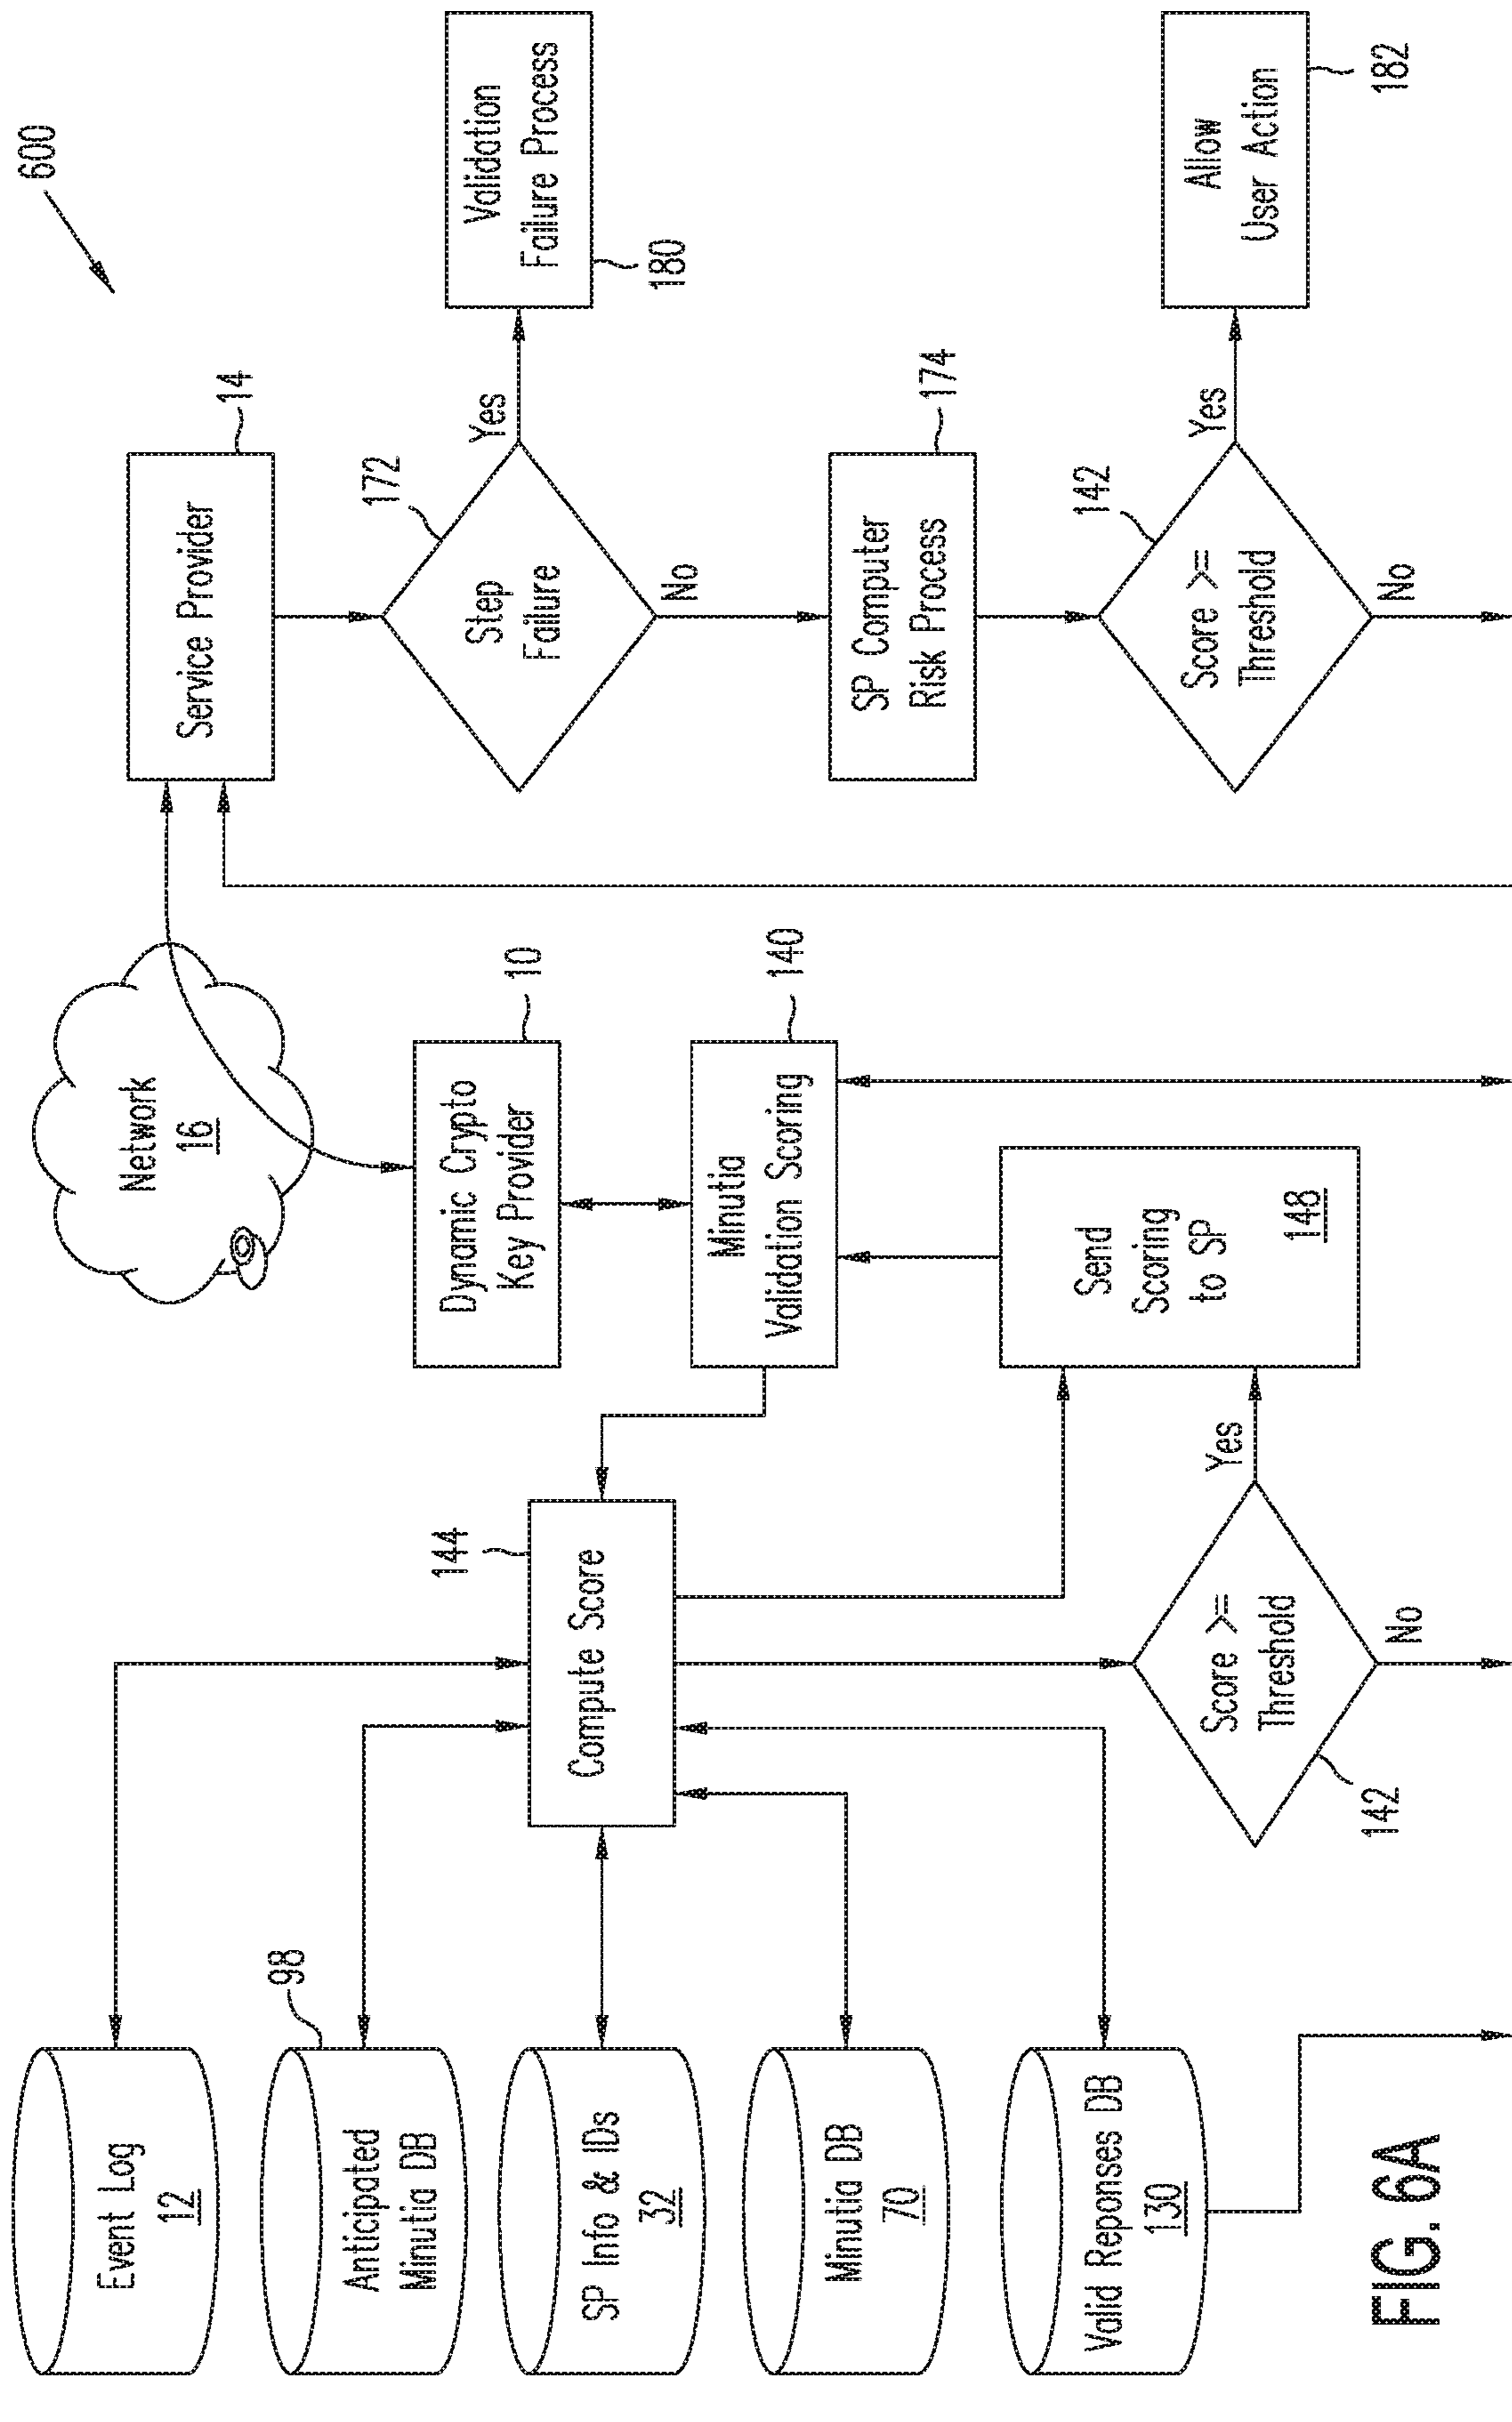 600
Network
16
Service Provider
14
Event Log
12
Anticipated
Minutia DB
98
SP Info & IDs
32
Minutia DB
70
Valid Reponses DB
130
144
Compute Score
Dynamic Crypto
Key Provider
10
Minutia
Validation Scoring
140
Send
Scoring
to SP
148
Score >=
Threshold
142
Yes
No
172
Step
Failure
Yes
No
Validation
Failure Process
180
SP Computer
Risk Process
174
142
Score >=
Threshold
Yes
No
Allow
User Action
182
FIG. 6A